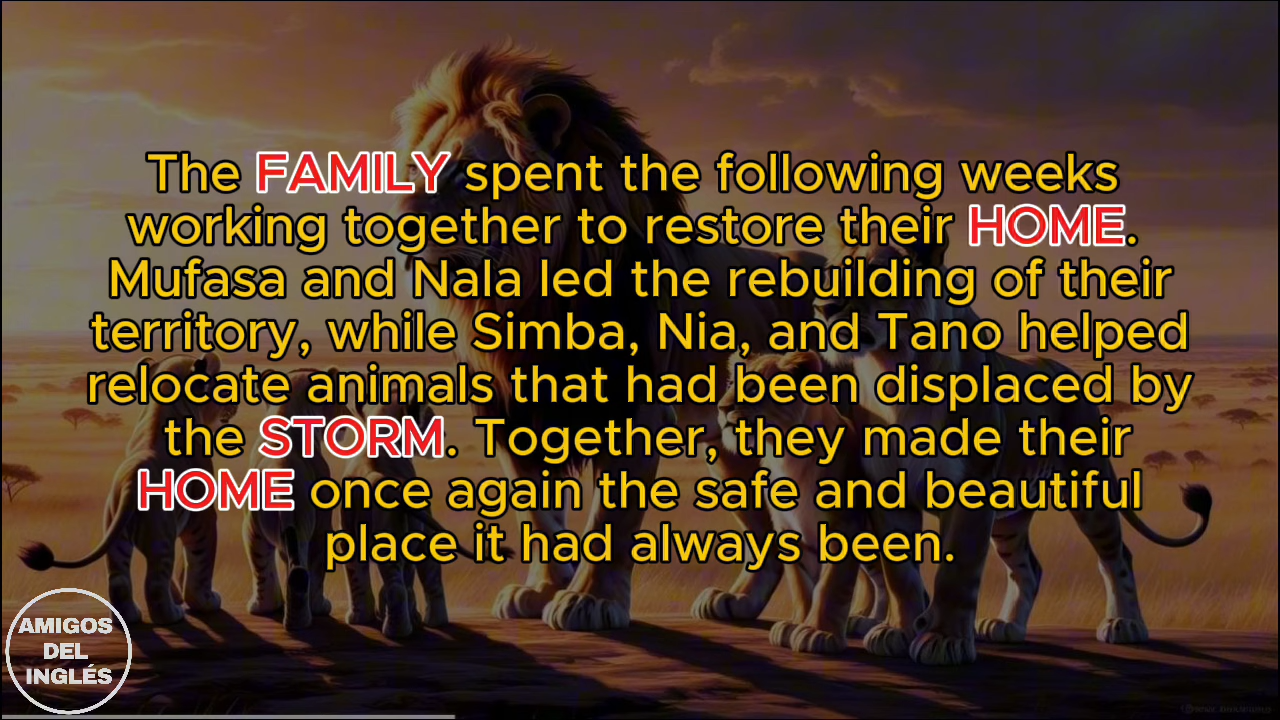 The FAMILY spent the following weeks
working together to restore their HOME.
Mufasa and Nala led the rebuilding of their
territory, while Simba, Nia, and Tano helped
relocate animals that had been displaced by
the STORM. Together, they made their
HOME once again the safe and beautiful
place it had always been.
AMIGOS
DEL
INGLÉS